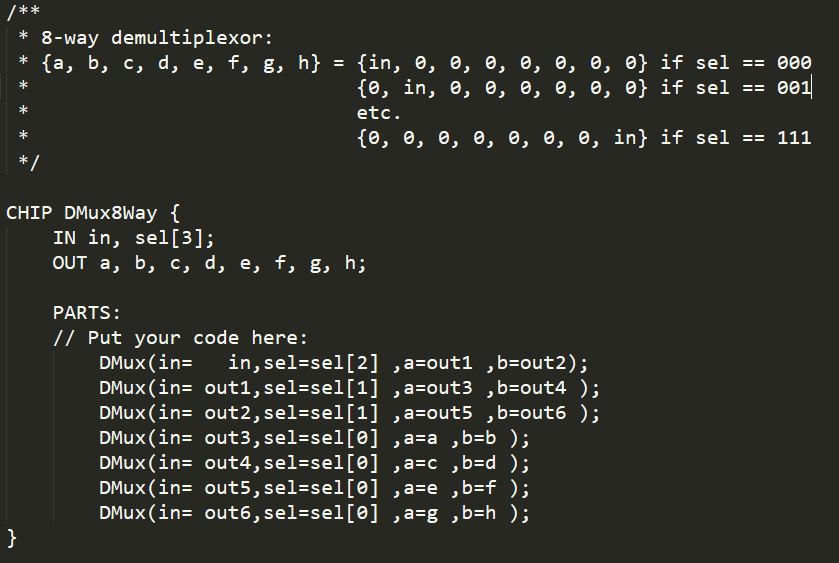 /**
 * 8-way demultiplexor:
 * {a, b, c, d, e, f, g, h} = {in, 0, 0, 0, 0, 0, 0, 0} if sel == 000
 *                            {0, in, 0, 0, 0, 0, 0, 0} if sel == 001
 *                            etc.
 *                            {0, 0, 0, 0, 0, 0, 0, in} if sel == 111
 */
CHIP DMux8Way {
    IN in, sel[3];
    OUT a, b, c, d, e, f, g, h;
    PARTS:
    // Put your code here:
        DMux(in=   in,sel=sel[2] ,a=out1 ,b=out2);
        DMux(in= out1,sel=sel[1] ,a=out3 ,b=out4 );
        DMux(in= out2,sel=sel[1] ,a=out5 ,b=out6 );
        DMux(in= out3,sel=sel[0] ,a=a ,b=b );
        DMux(in= out4,sel=sel[0] ,a=c ,b=d );
        DMux(in= out5,sel=sel[0] ,a=e ,b=f );
        DMux(in= out6,sel=sel[0] ,a=g ,b=h );
}